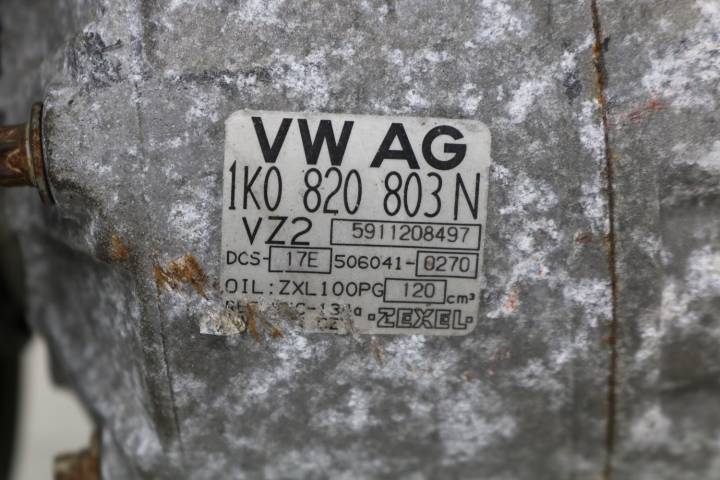 VW AG
1K0 820 803 N
VZ2 5911208497
DCS- 17E 506041- 0270
OIL:ZXL100PG 120 cm³
ZEXEL